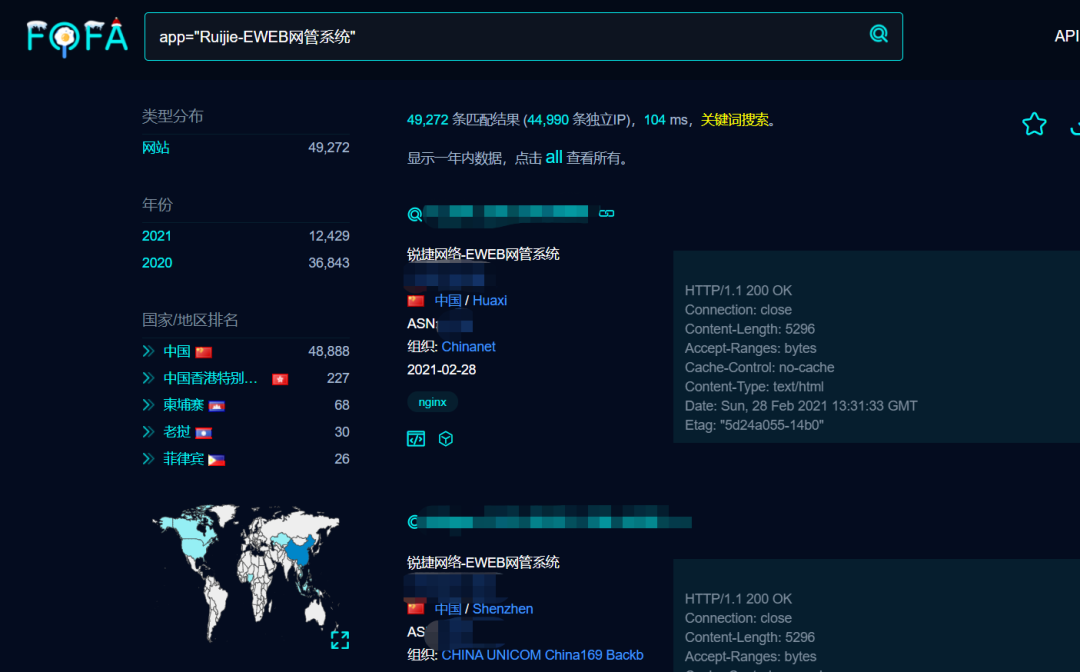 FOFA
app="Ruijie-EWEB网管系统"
API
类型分布
网站 49,272
年份
2021 12,429
2020 36,843
国家/地区排名
中国 48,888
中国香港特别... 227
柬埔寨 68
老挝 30
菲律宾 26
49,272 条匹配结果 (44,990 条独立IP)，104 ms，关键词搜索。
显示一年内数据，点击 all 查看所有。
锐捷网络-EWEB网管系统
中国 / Huaxi
ASN:
组织: Chinanet
2021-02-28
nginx
HTTP/1.1 200 OK
Connection: close
Content-Length: 5296
Accept-Ranges: bytes
Cache-Control: no-cache
Content-Type: text/html
Date: Sun, 28 Feb 2021 13:31:33 GMT
Etag: "5d24a055-14b0"
锐捷网络-EWEB网管系统
中国 / Shenzhen
AS
组织: CHINA UNICOM China169 Backb
HTTP/1.1 200 OK
Connection: close
Content-Length: 5296
Accept-Ranges: bytes